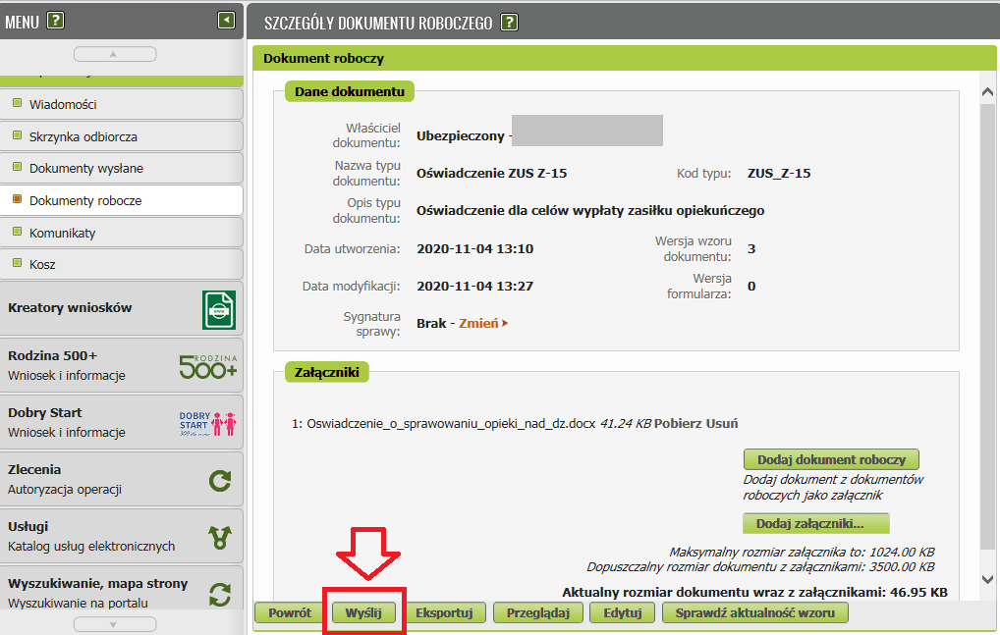 MENU ?
Wiadomości
Skrzynka odbiorcza
Dokumenty wysłane
Dokumenty robocze
Komunikaty
Kosz
Kreatory wniosków
Rodzina 500+
Wniosek i informacje
RODZINA
500+
Dobry Start
Wniosek i informacje
DOBRY
START
Zlecenia
Autoryzacja operacji
Usługi
Katalog usług elektronicznych
Wyszukiwanie, mapa strony
Wyszukiwanie na portalu
SZCZEGÓŁY DOKUMENTU ROBOCZEGO ?
Dokument roboczy
Dane dokumentu
Właściciel dokumentu: Ubezpieczony -
Nazwa typu dokumentu: Oświadczenie ZUS Z-15 Kod typu: ZUS_Z-15
Opis typu dokumentu: Oświadczenie dla celów wypłaty zasiłku opiekuńczego
Data utworzenia: 2020-11-04 13:10 Wersja wzoru dokumentu: 3
Data modyfikacji: 2020-11-04 13:27 Wersja formularza: 0
Sygnatura sprawy: Brak - Zmień
Załączniki
1: Oswiadczenie_o_sprawowaniu_opieki_nad_dz.docx 41.24 KB Pobierz Usuń
Dodaj dokument roboczy
Dodaj dokument z dokumentów
roboczych jako załącznik
Dodaj załączniki...
Maksymalny rozmiar załącznika to: 1024.00 KB
Dopuszczalny rozmiar dokumentu z załącznikami: 3500.00 KB
Aktualny rozmiar dokumentu wraz z załącznikami: 46.95 KB
Powrót Wyślij Eksportuj Przeglądaj Edytuj Sprawdź aktualność wzoru